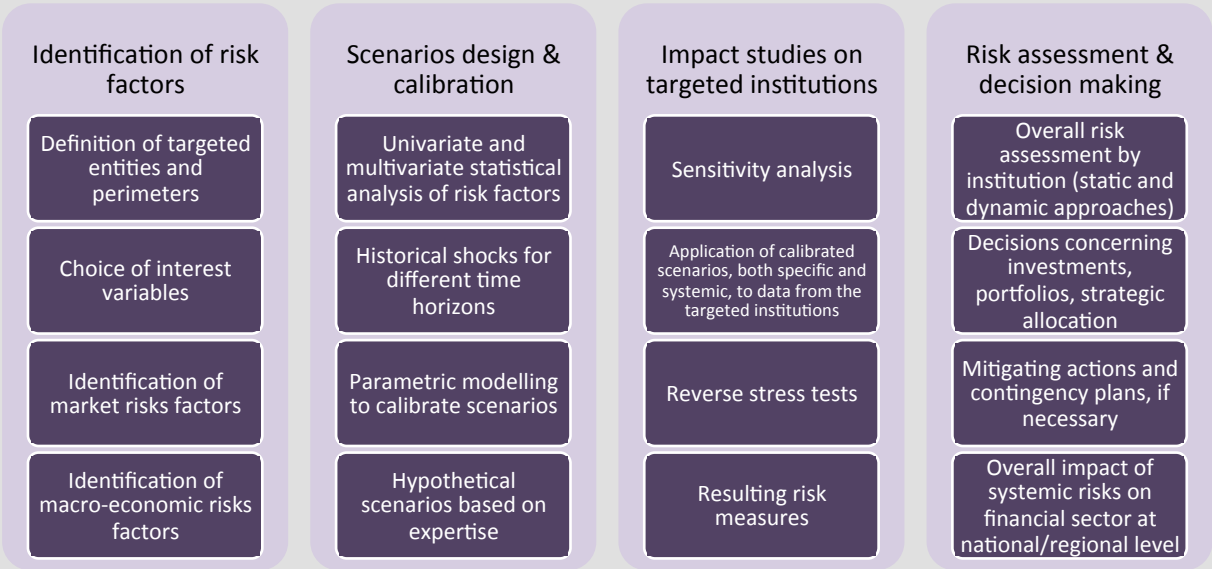 Identification of risk
factors
Definition of targeted
entities and
perimeters
Choice of interest
variables
Identification of
market risks factors
Identification of
macro-economic risks
factors
Scenarios design &
calibration
Univariate and
multivariate statistical
analysis of risk factors
Historical shocks for
different time
horizons
Parametric modelling
to calibrate scenarios
Hypothetical
scenarios based on
expertise
Impact studies on
targeted institutions
Sensitivity analysis
Application of calibrated
scenarios, both specific and
systemic, to data from the
targeted institutions
Reverse stress tests
Resulting risk
measures
Risk assessment &
decision making
Overall risk
assessment by
institution (static and
dynamic approaches)
Decisions concerning
investments,
portfolios, strategic
allocation
Mitigating actions and
contingency plans, if
necessary
Overall impact of
systemic risks on
financial sector at
national/regional level